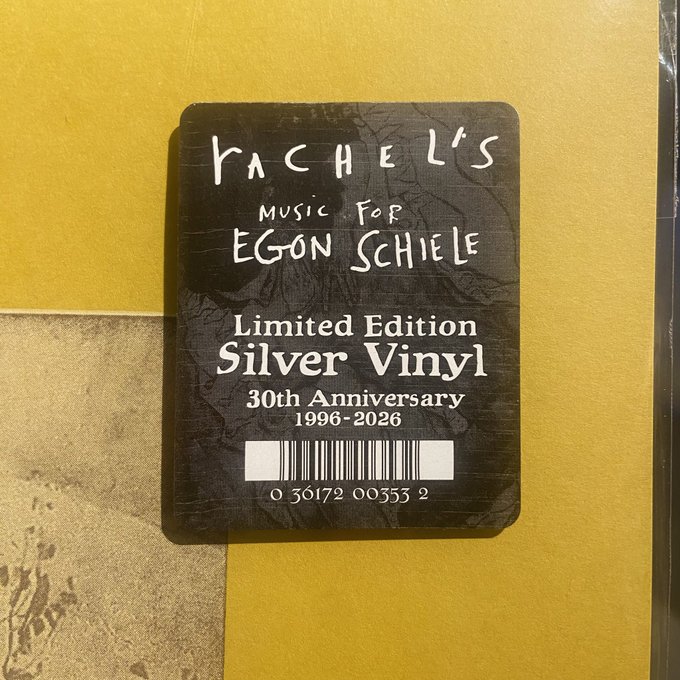 rACHEL'S
MUSIC FOR
EGON SCHIELE
Limited Edition
Silver Vinyl
30th Anniversary
1996-2026
0 36172 00353 2